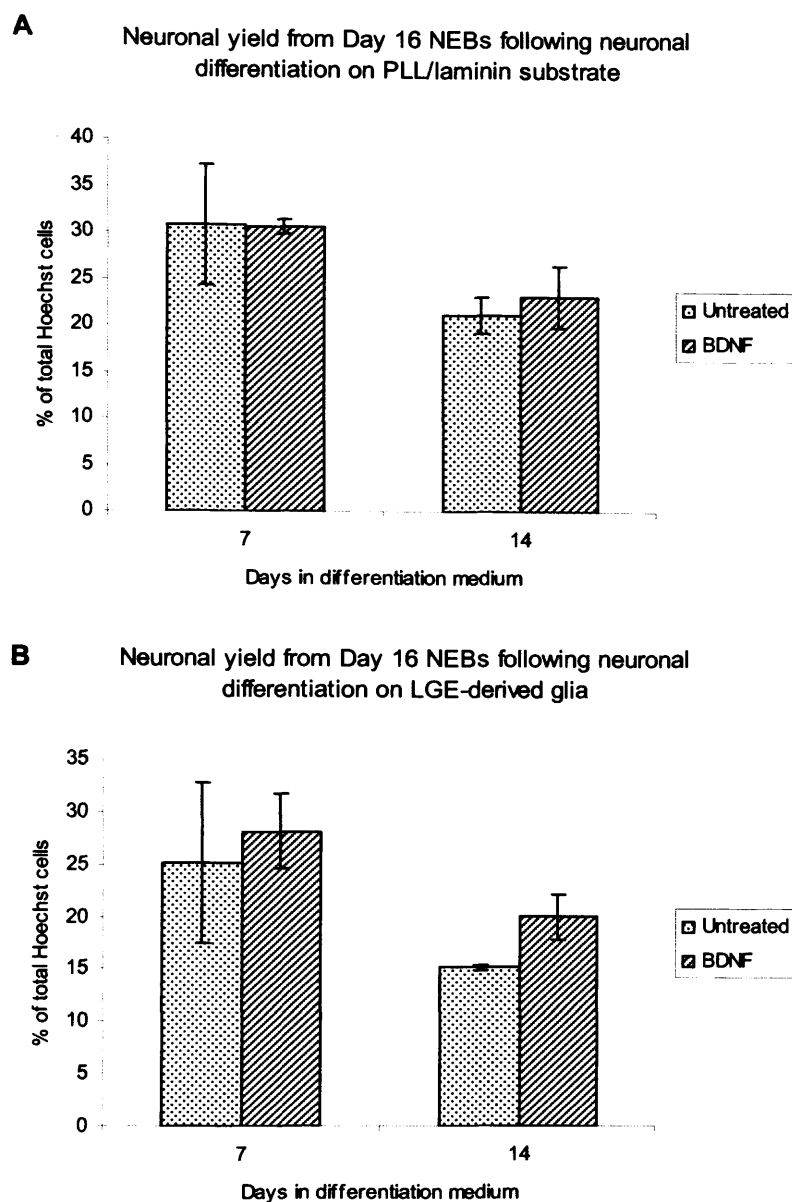 A
Neuronal yield from Day 16 NEBs following neuronal
differentiation on PLL/laminin substrate
40
35
30
25
20
15
10
5
0
% of total Hoechst cells
7
14
Days in differentiation medium
Untreated
BDNF
B
Neuronal yield from Day 16 NEBs following neuronal
differentiation on LGE-derived glia
35
30
25
20
15
10
5
0
% of total Hoechst cells
7
14
Days in differentiation medium
Untreated
BDNF